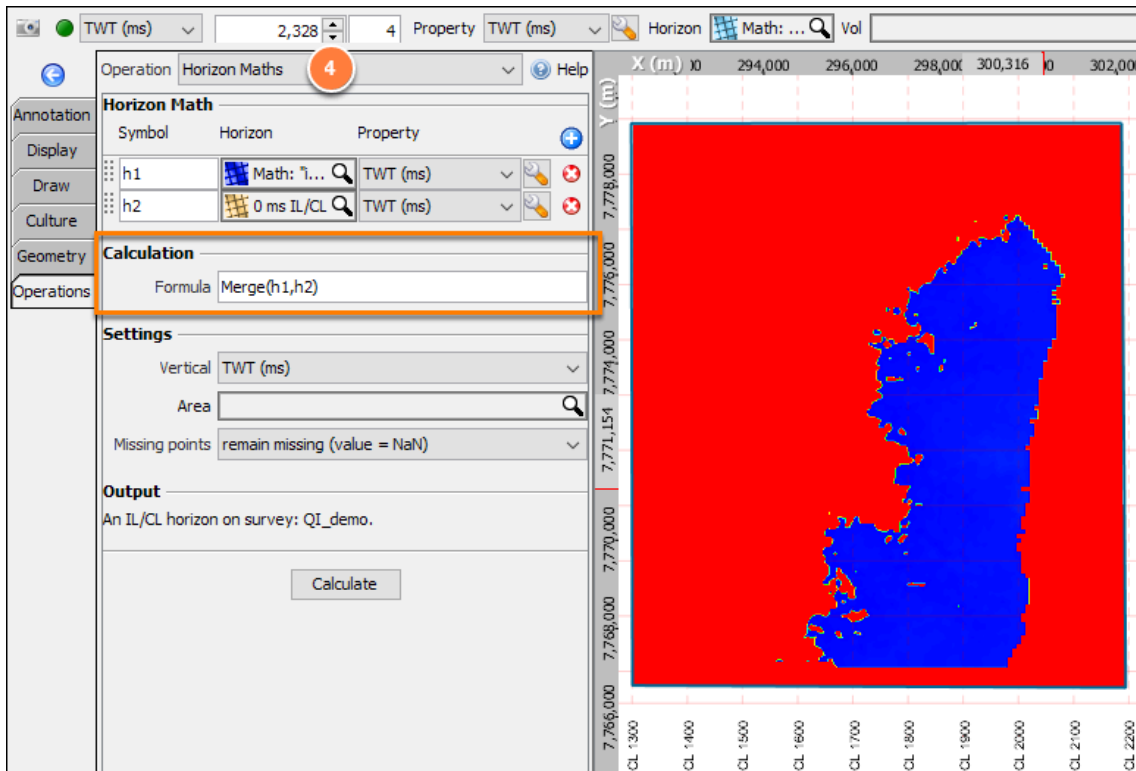 TWT (ms) 2,328 4 Property TWT (ms) Horizon Math: ... Vol
Operation Horizon Maths 4 Help
Annotation
Display
Draw
Culture
Geometry
Operations
Horizon Math
Symbol Horizon Property
h1 Math: "i... TWT (ms)
h2 0 ms IL/CL TWT (ms)
Calculation
Formula Merge(h1,h2)
Settings
Vertical TWT (ms)
Area
Missing points remain missing (value = NaN)
Output
An IL/CL horizon on survey: QI_demo.
Calculate
X (m) 294,000 296,000 298,000 300,316 302,00
Y (m)
7,778,000
7,776,000
7,774,000
7,771,154
7,770,000
7,768,000
7,766,000
CL 1300 CL 1400 CL 1500 CL 1600 CL 1700 CL 1800 CL 1900 CL 2000 CL 2100 CL 2200